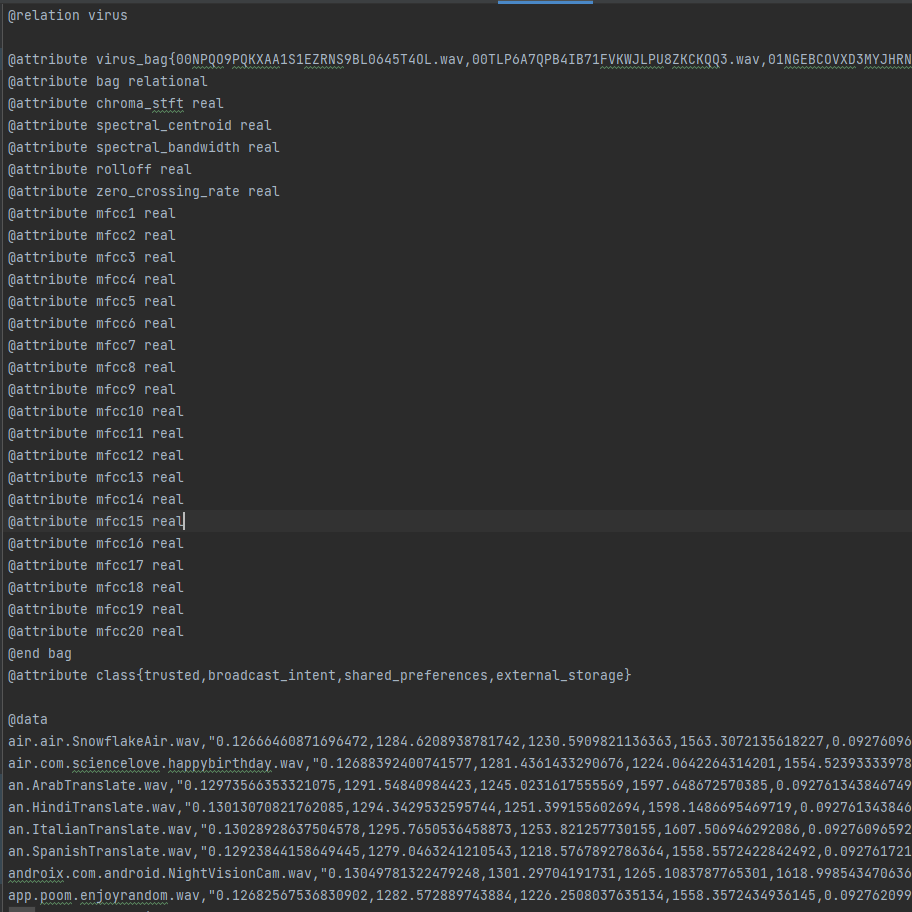 @relation virus
@attribute virus_bag{00NPQO9PQKXAA1S1EZRNS9BL0645T4OL.wav,00TLP6A7QPB4IB71FVKWJLPU8ZKCKQQ3.wav,01NGEBCOVXD3MYJHRN
@attribute bag relational
@attribute chroma_stft real
@attribute spectral_centroid real
@attribute spectral_bandwidth real
@attribute rolloff real
@attribute zero_crossing_rate real
@attribute mfcc1 real
@attribute mfcc2 real
@attribute mfcc3 real
@attribute mfcc4 real
@attribute mfcc5 real
@attribute mfcc6 real
@attribute mfcc7 real
@attribute mfcc8 real
@attribute mfcc9 real
@attribute mfcc10 real
@attribute mfcc11 real
@attribute mfcc12 real
@attribute mfcc13 real
@attribute mfcc14 real
@attribute mfcc15 real
@attribute mfcc16 real
@attribute mfcc17 real
@attribute mfcc18 real
@attribute mfcc19 real
@attribute mfcc20 real
@end bag
@attribute class{trusted,broadcast_intent,shared_preferences,external_storage}
@data
air.air.SnowflakeAir.wav,"0.12666460871696472,1284.6208938781742,1230.5909821136363,1563.3072135618227,0.09276096
air.com.sciencelove.happybirthday.wav,"0.12688392400741577,1281.4361433290676,1224.0642264314201,1554.52393333978
an.ArabTranslate.wav,"0.12973566353321075,1291.54840984423,1245.0231617555569,1597.648672570385,0.092761343846749
an.HindiTranslate.wav,"0.13013070821762085,1294.3429532595744,1251.399155602694,1598.1486695469719,0.092761343846
an.ItalianTranslate.wav,"0.13028928637504578,1295.7650536458873,1253.821257730155,1607.506946292086,0.09276096592
an.SpanishTranslate.wav,"0.12923844158649445,1279.0463241210543,1218.5767892786364,1558.5572422842492,0.092761721
androix.com.android.NightVisionCam.wav,"0.13049781322479248,1301.29704191731,1265.1083787765301,1618.998543470636
app.poom.enjoyrandom.wav,"0.12682567536830902,1282.572889743884,1226.2508037635134,1558.3572434936145,0.092762099